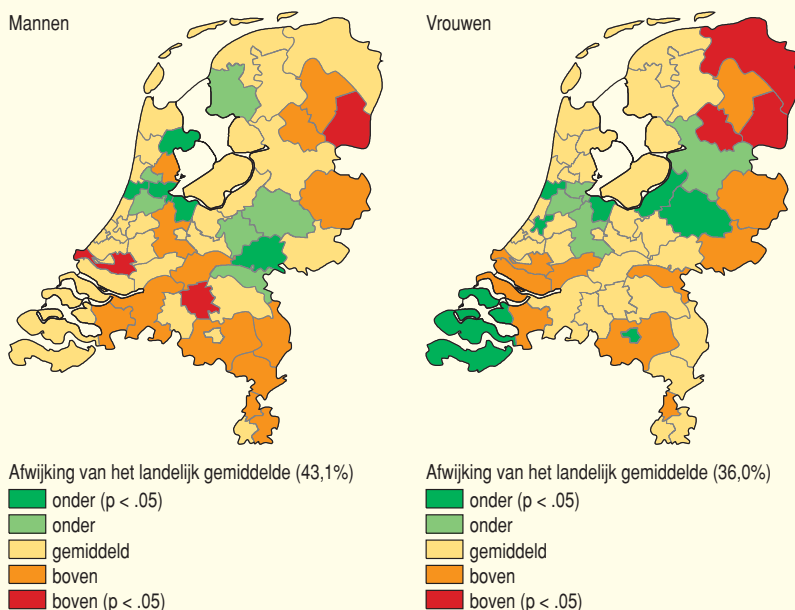 Mannen
Afwijking van het landelijk gemiddelde (43,1%)
onder (p < .05)
onder
gemiddeld
boven
boven (p < .05)
Vrouwen
Afwijking van het landelijk gemiddelde (36,0%)
onder (p < .05)
onder
gemiddeld
boven
boven (p < .05)